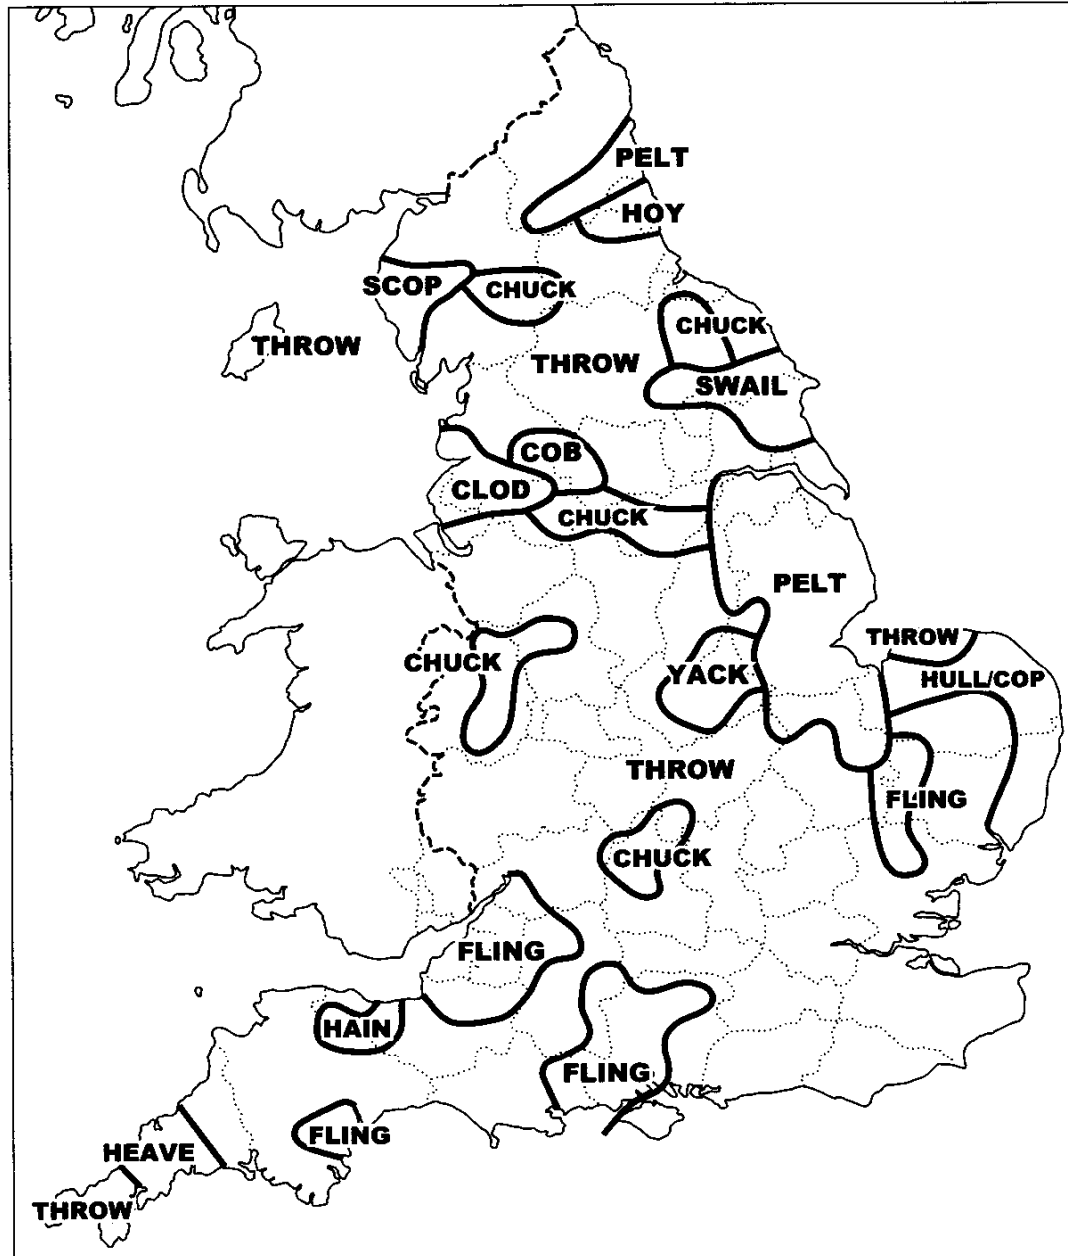 PELT
HOY
SCOP
CHUCK
CHUCK
THROW
THROW
SWAIL
COB
CLOD
CHUCK
PELT
THROW
CHUCK
YACK
HULL/COP
THROW
FLING
CHUCK
FLING
HAIN
FLING
FLING
HEAVE
THROW